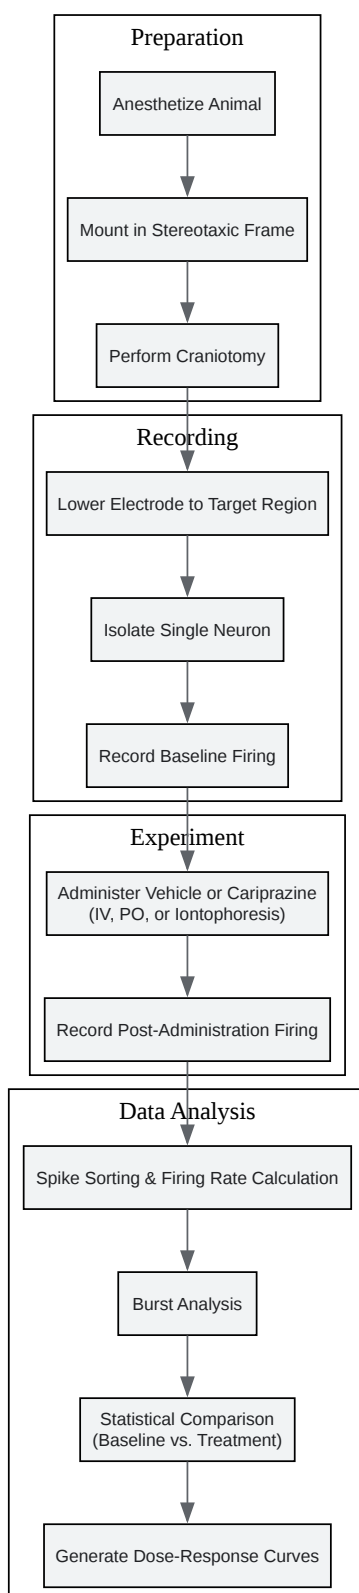 Preparation
Anesthetize Animal
Mount in Stereotaxic Frame
Perform Craniotomy
Recording
Lower Electrode to Target Region
Isolate Single Neuron
Record Baseline Firing
Experiment
Administer Vehicle or Cariprazine
(IV, PO, or Iontophoresis)
Record Post-Administration Firing
Data Analysis
Spike Sorting & Firing Rate Calculation
Burst Analysis
Statistical Comparison
(Baseline vs. Treatment)
Generate Dose-Response Curves